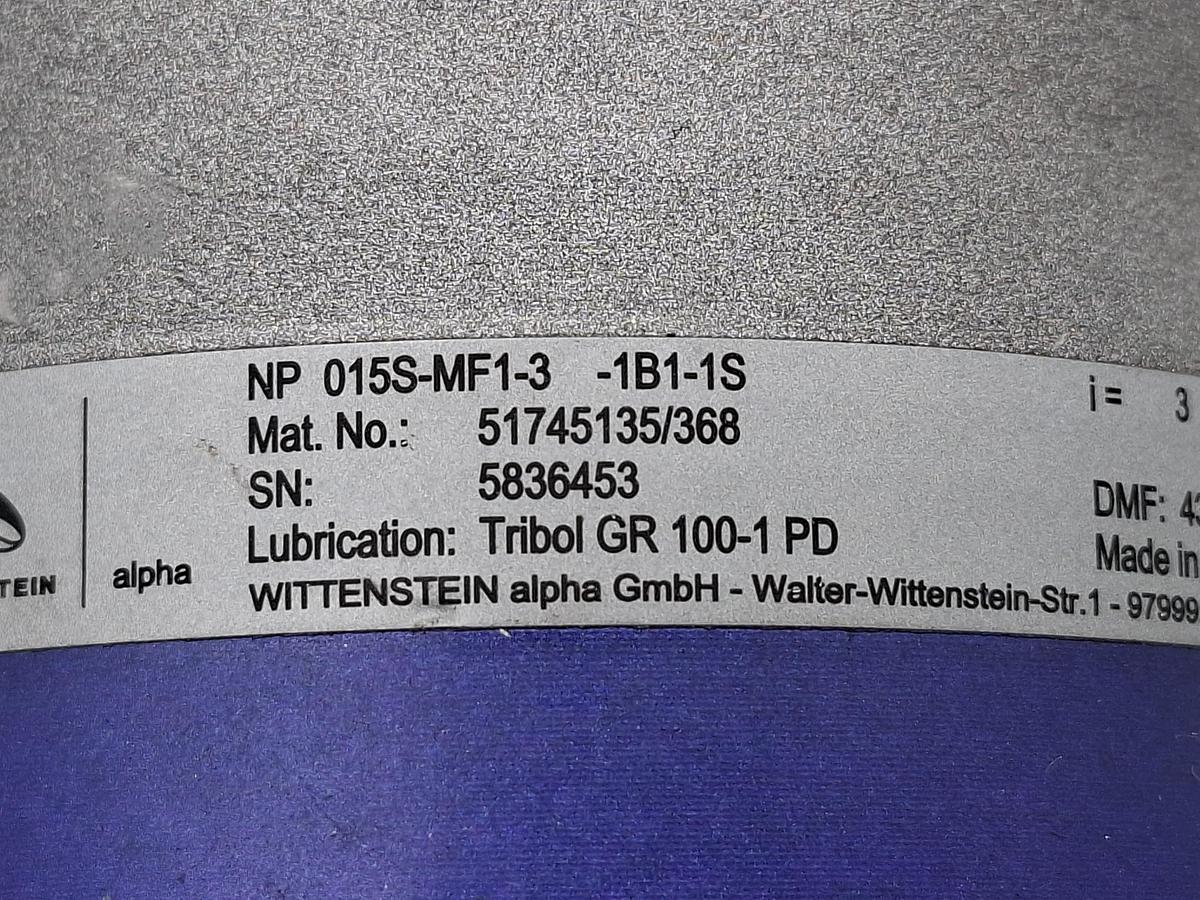 NP 015S-MF1-3 -1B1-1S i= 3
Mat. No.: 51745135/368
SN: 5836453 DMF: 43
Lubrication: Tribol GR 100-1 PD Made in
TEIN alpha
WITTENSTEIN alpha GmbH - Walter-Wittenstein-Str.1 - 97999